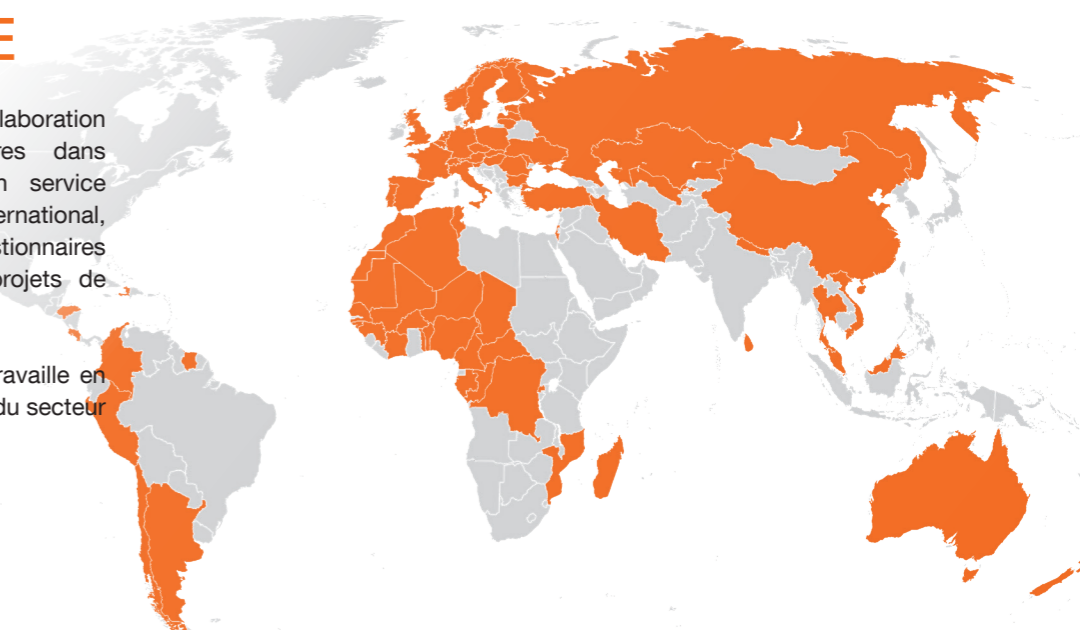 E
laboration
res dans
n service
ernational,
stionnaires
projets de
ravaille en
du secteur